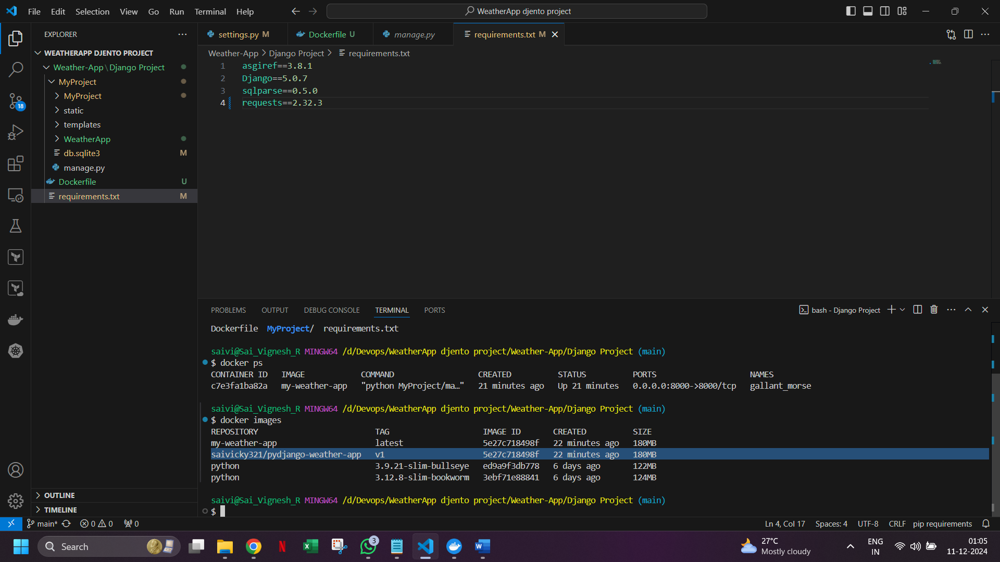 File Edit Selection View Go Run Terminal Help
WeatherApp djento project
EXPLORER
settings.py M
Dockerfile U
manage.py
requirements.txt M
WEATHERAPP DJENTO PROJECT
Weather-App > Django Project > requirements.txt
Weather-App\Django Project
MyProject
MyProject
static
templates
WeatherApp
db.sqlite3 M
manage.py
Dockerfile U
requirements.txt M
18
1 asgiref==3.8.1
2 Django==5.0.7
3 sqlparse==0.5.0
4 requests==2.32.3
PROBLEMS OUTPUT DEBUG CONSOLE TERMINAL PORTS
bash - Django Project
Dockerfile MyProject/ requirements.txt
saivi@Sai_Vignesh_R MINGW64 /d/Devops/WeatherApp djento project/Weather-App/Django Project (main)
$ docker ps
CONTAINER ID IMAGE COMMAND CREATED STATUS PORTS NAMES
c7e3fa1ba82a my-weather-app "python MyProject/ma…" 21 minutes ago Up 21 minutes 0.0.0.0:8000->8000/tcp gallant_morse
saivi@Sai_Vignesh_R MINGW64 /d/Devops/WeatherApp djento project/Weather-App/Django Project (main)
$ docker images
REPOSITORY TAG IMAGE ID CREATED SIZE
my-weather-app latest 5e27c718498f 22 minutes ago 180MB
saivicky321/pydjango-weather-app v1 5e27c718498f 22 minutes ago 180MB
python 3.9.21-slim-bullseye ed9a9f3db778 6 days ago 122MB
python 3.12.8-slim-bookworm 3ebf71e88841 6 days ago 124MB
saivi@Sai_Vignesh_R MINGW64 /d/Devops/WeatherApp djento project/Weather-App/Django Project (main)
$
OUTLINE
TIMELINE
main* 0 0 0
Ln 4, Col 17 Spaces: 4 UTF-8 CRLF pip requirements
Search
3
27°C
Mostly cloudy
ENG
IN
01:05
11-12-2024